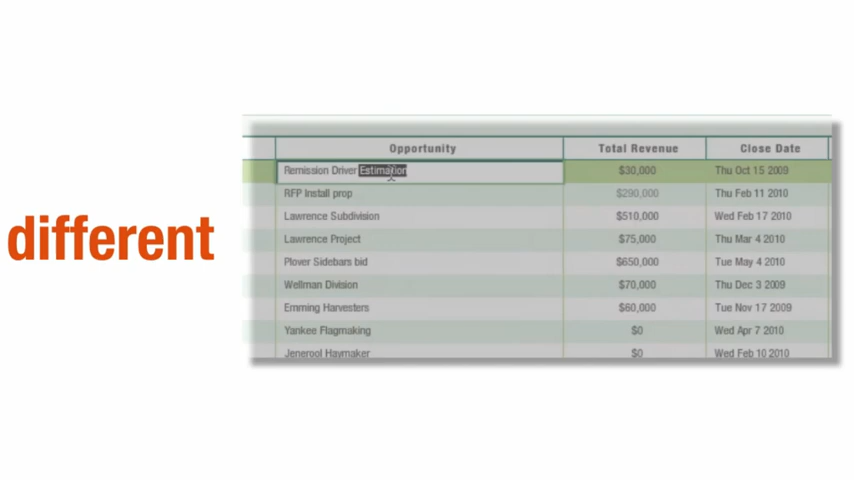 different
Opportunity Total Revenue Close Date
Remission Driver Estimation $30,000 Thu Oct 15 2009
RFP Install prop $290,000 Thu Feb 11 2010
Lawrence Subdivision $510,000 Wed Feb 17 2010
Lawrence Project $75,000 Thu Mar 4 2010
Plover Sidebars bid $650,000 Tue May 4 2010
Wellman Division $70,000 Thu Dec 3 2009
Emming Harvesters $60,000 Tue Nov 17 2009
Yankee Flagmaking $0 Wed Apr 7 2010
Jenerool Haymaker $0 Wed Feb 10 2010